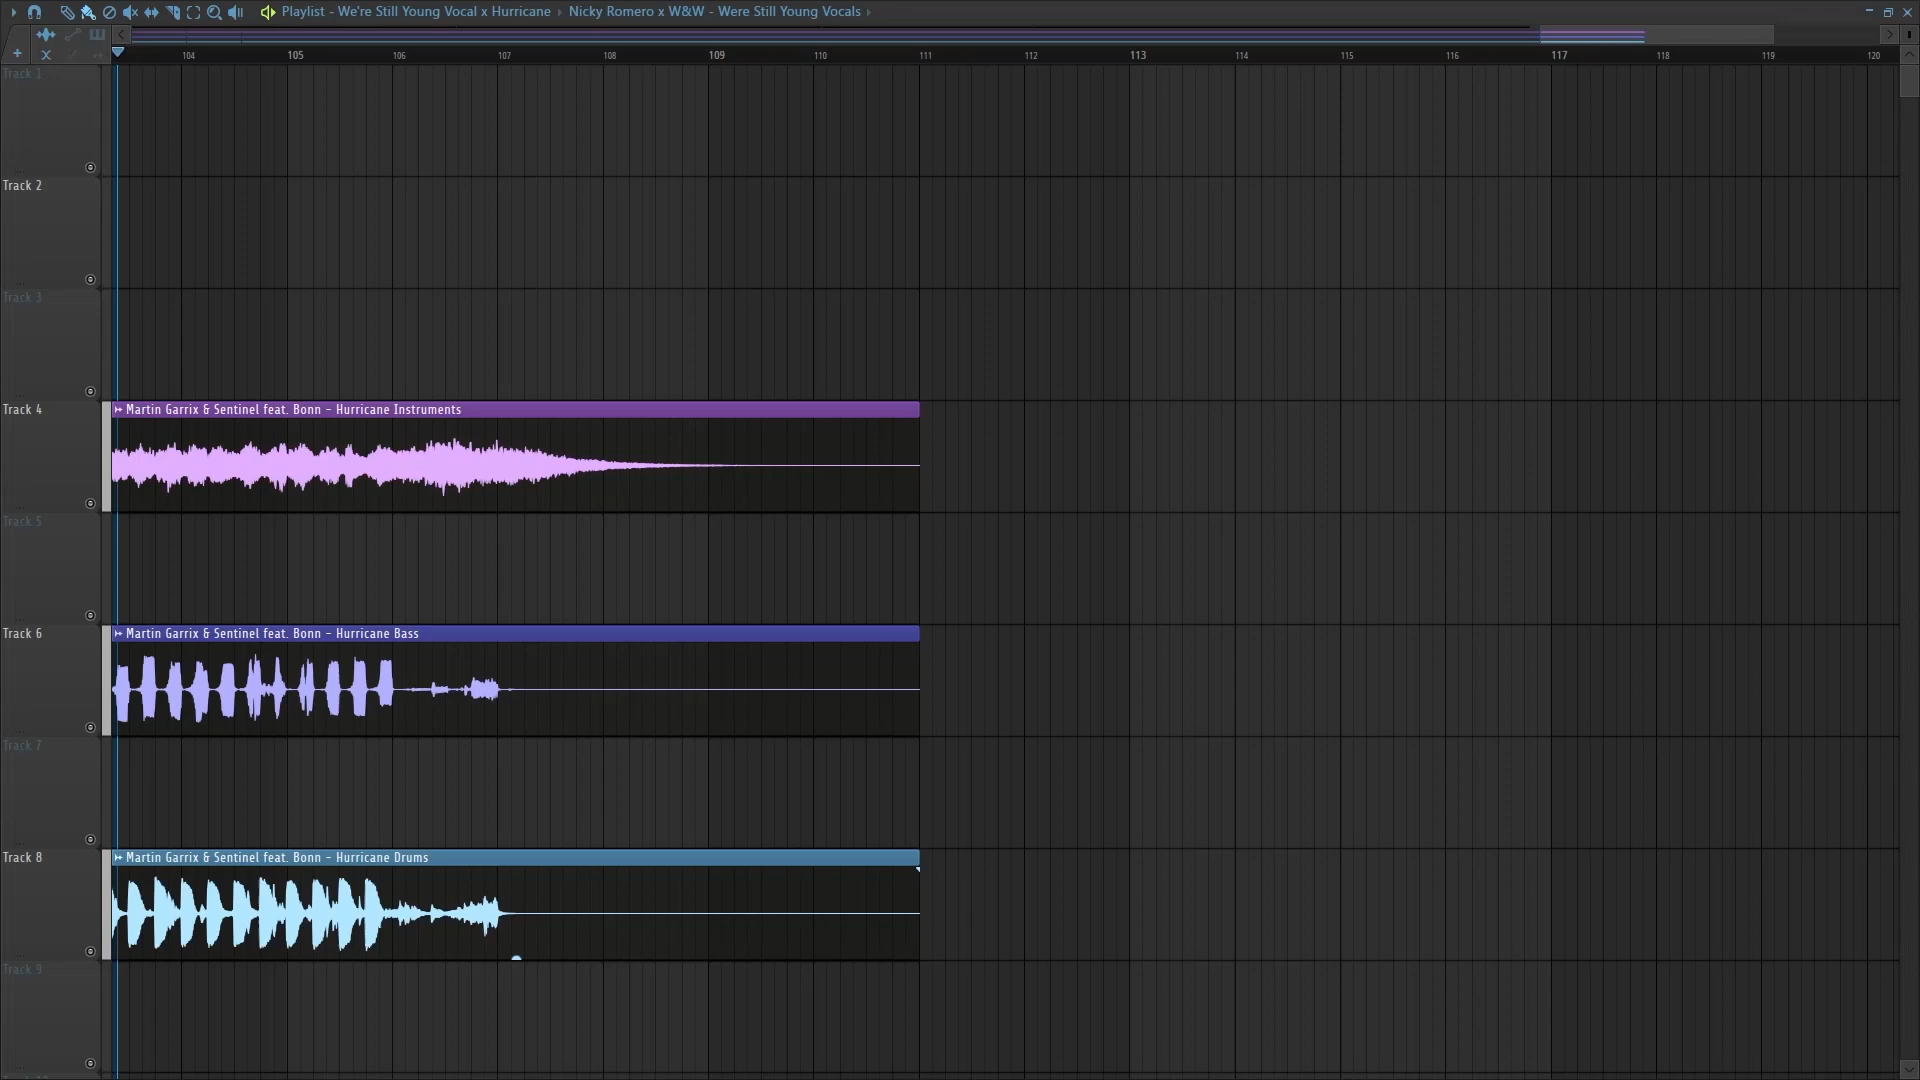 Playlist - We're Still Young Vocal x Hurricane › Nicky Romero x W&W - Were Still Young Vocals ›
104 105 106 107 108 109 110 111 112 113 114 115 116 117 118 119 120
Track 1
Track 2
Track 3
Track 4
Martin Garrix & Sentinel feat. Bonn - Hurricane Instruments
Track 5
Track 6
Martin Garrix & Sentinel feat. Bonn - Hurricane Bass
Track 7
Track 8
Martin Garrix & Sentinel feat. Bonn - Hurricane Drums
Track 9